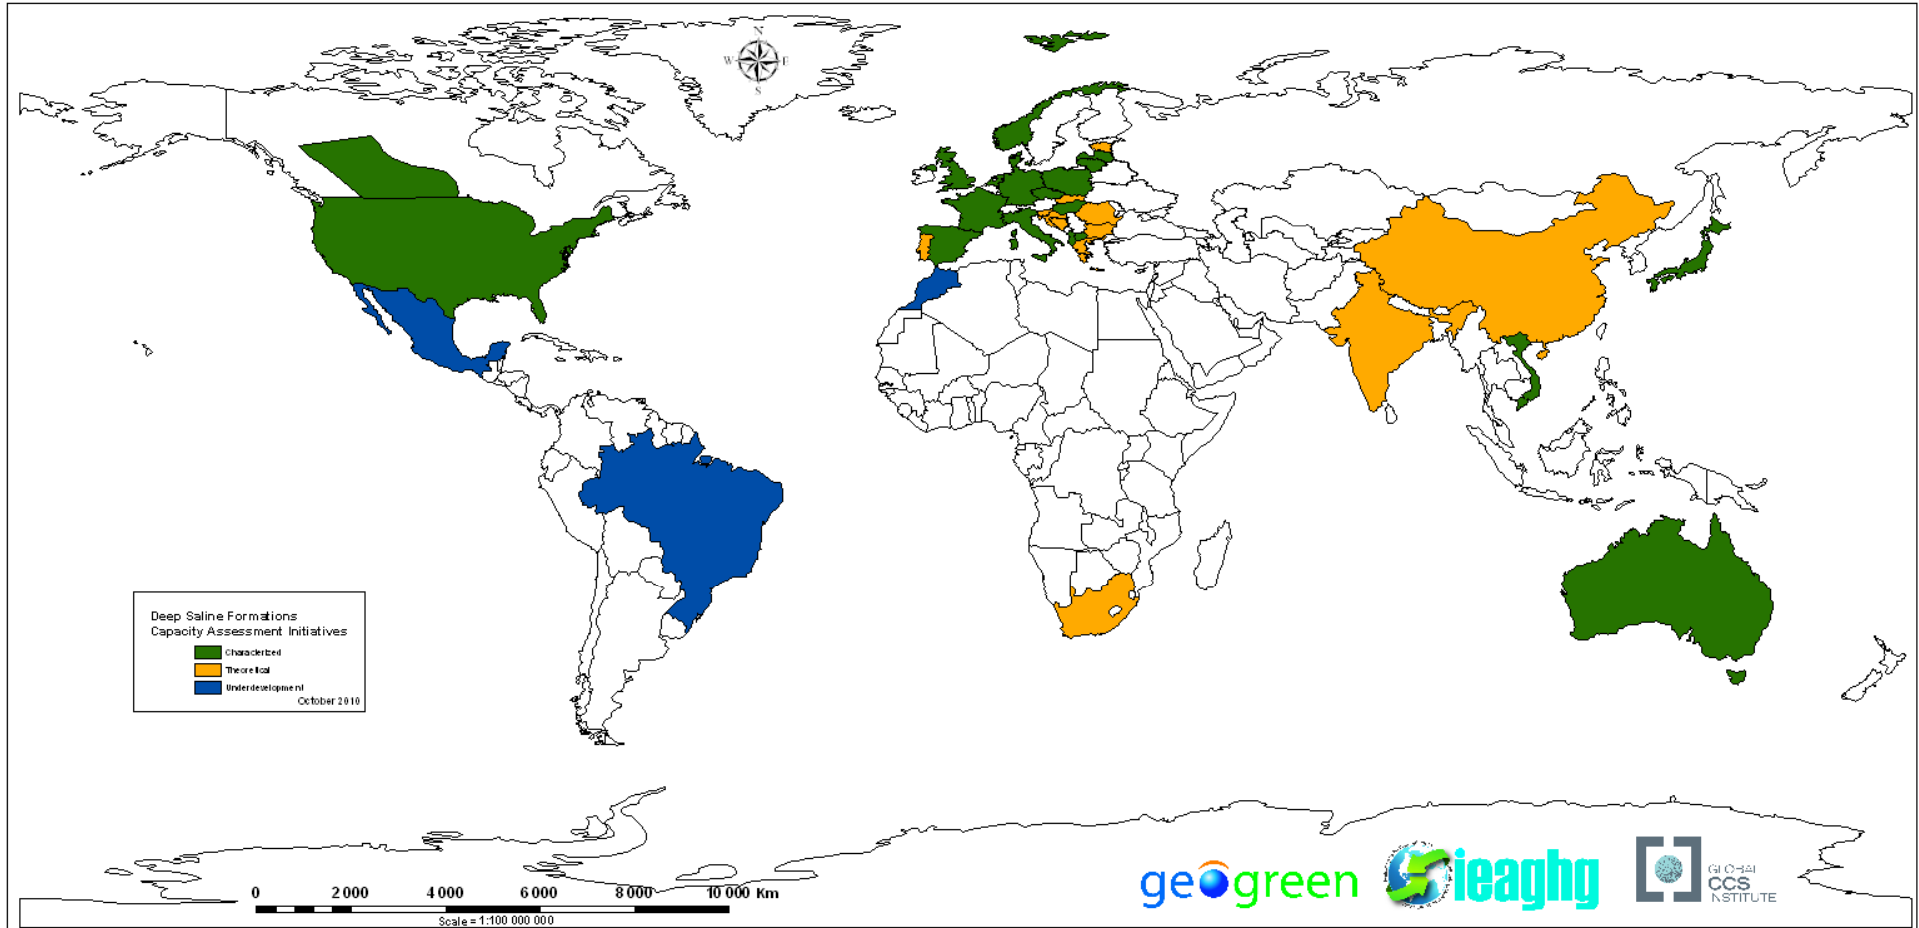 N
W E
S
Deep Saline Formations
Capacity Assessment Initiatives
Characterized
Theoretical
Underdevelopment
October 2010
0 2 000 4 000 6 000 8 000 10 000 Km
Scale = 1:100 000 000
geogreen
ieaghg
GLOBAL
CCS
INSTITUTE